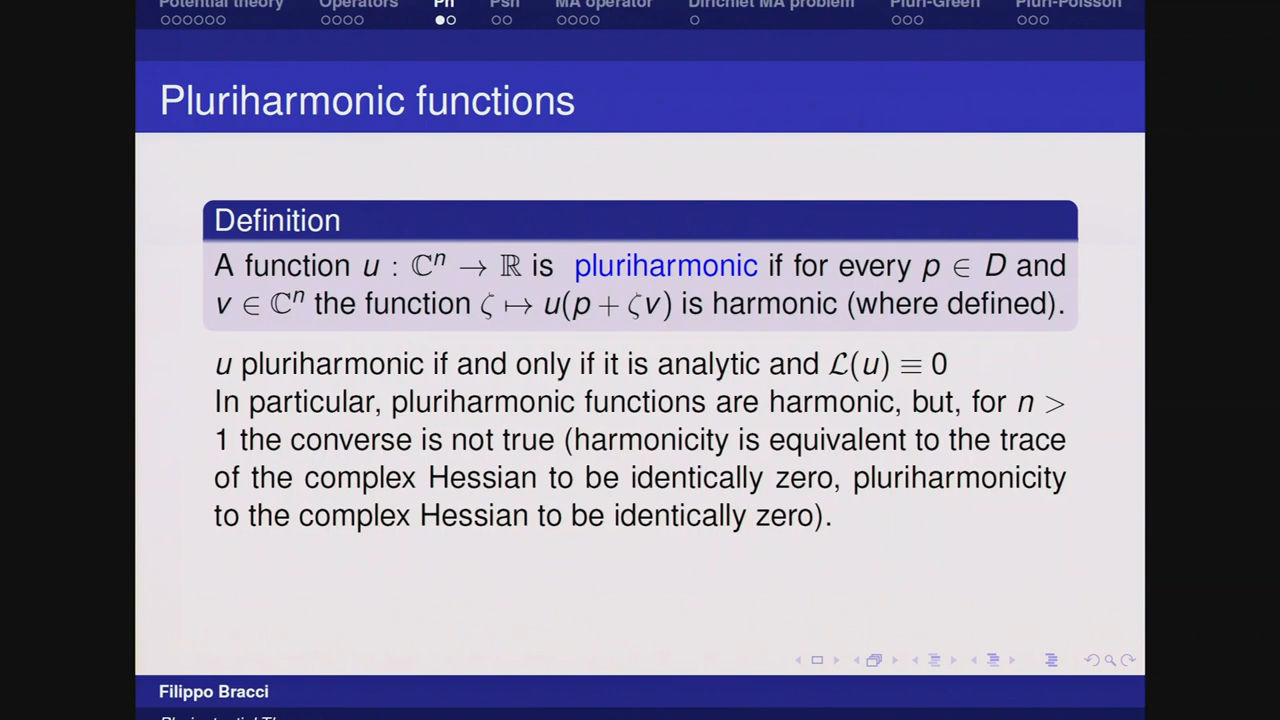 Potential theory Operators Ph Psh MA operator Dirichlet MA problem Pluri-Green Pluri-Poisson
Pluriharmonic functions
Definition
A function u : ℂⁿ → ℝ is pluriharmonic if for every p ∈ D and
v ∈ ℂⁿ the function ζ ↦ u(p + ζv) is harmonic (where defined).
u pluriharmonic if and only if it is analytic and ℒ(u) ≡ 0
In particular, pluriharmonic functions are harmonic, but, for n >
1 the converse is not true (harmonicity is equivalent to the trace
of the complex Hessian to be identically zero, pluriharmonicity
to the complex Hessian to be identically zero).
Filippo Bracci